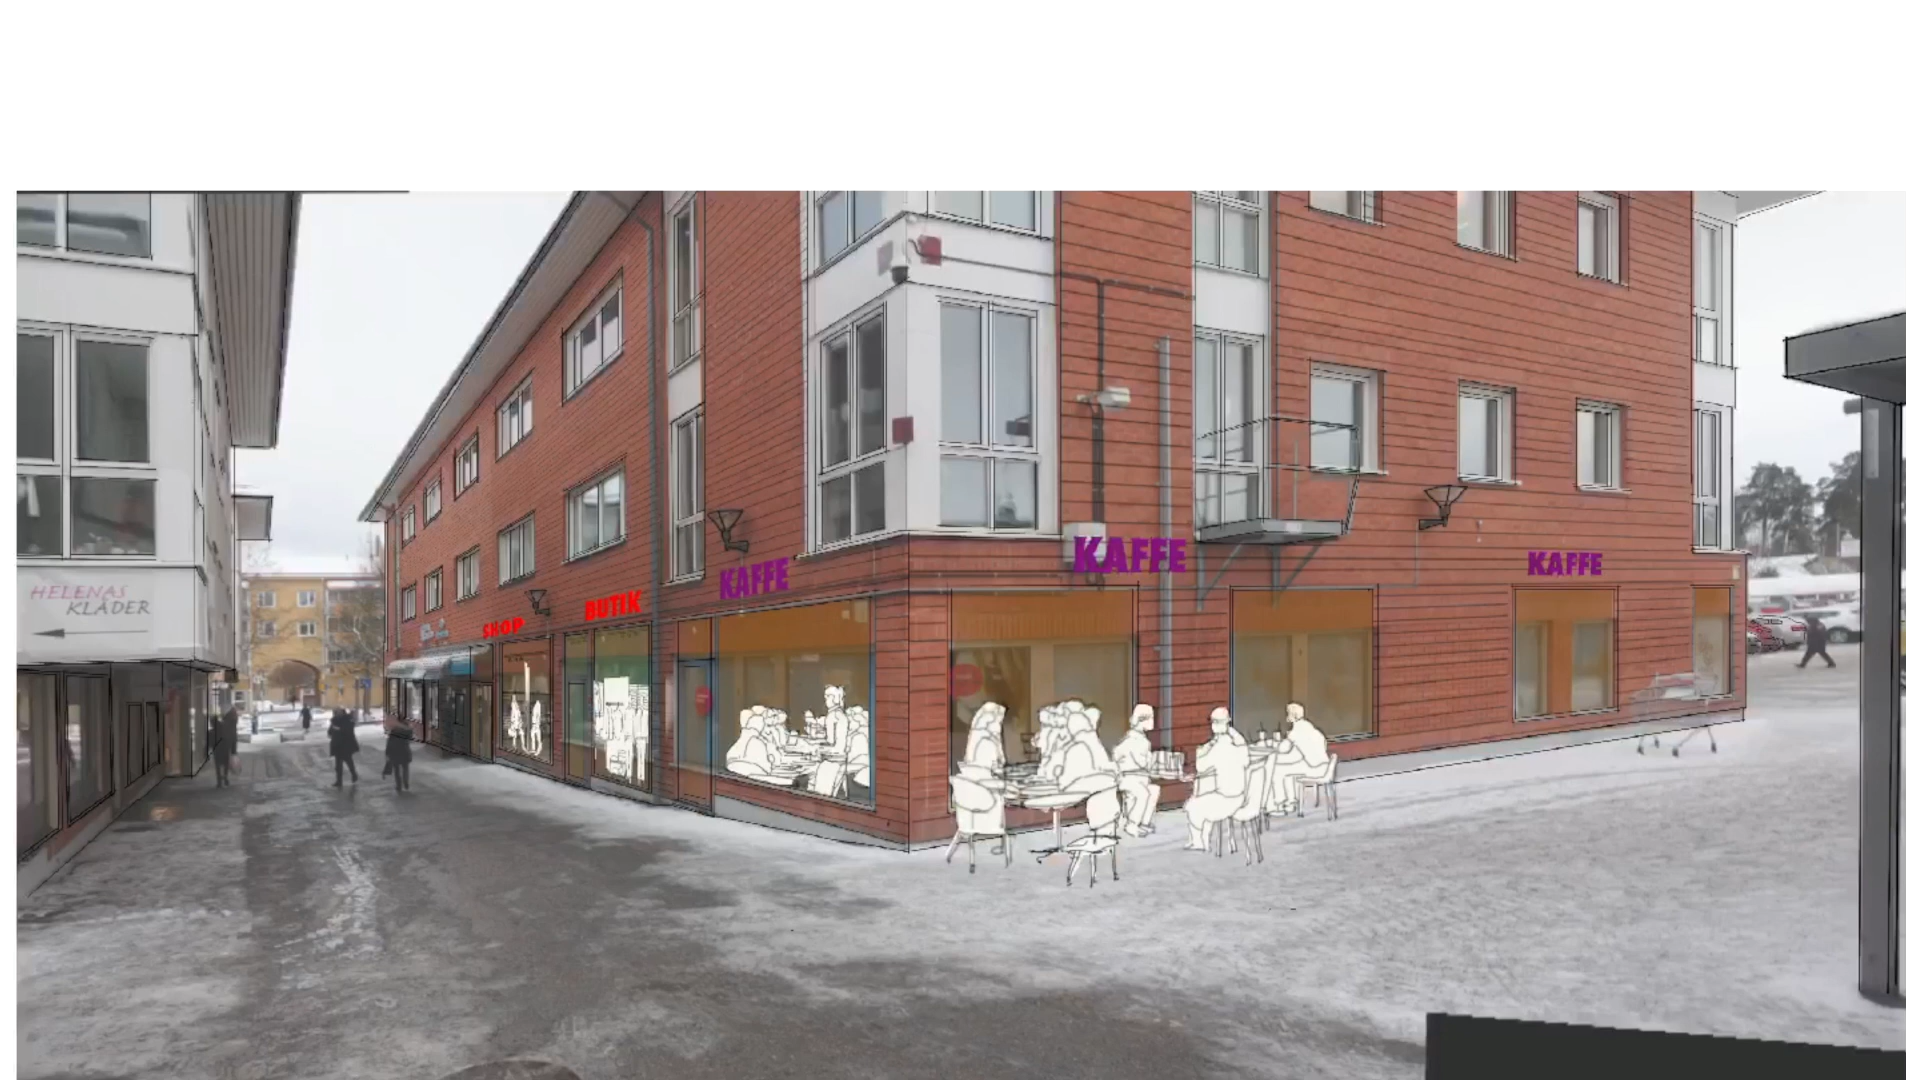 HELENAS
KLÄDER
SHOP
BUTIK
KAFFE
KAFFE
KAFFE